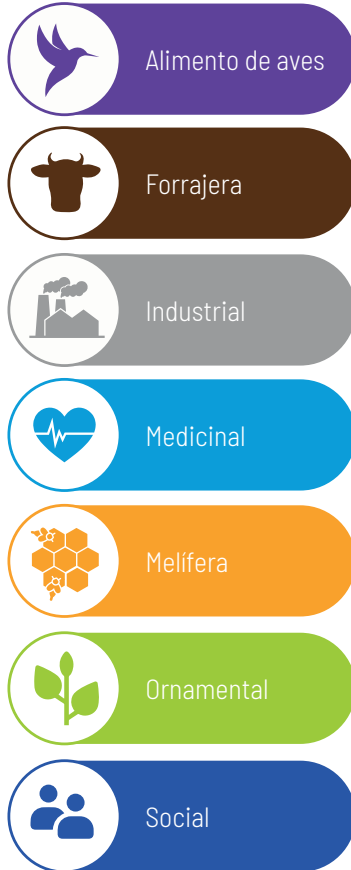 Alimento de aves
Forrajera
Industrial
Medicinal
Melífera
Ornamental
Social